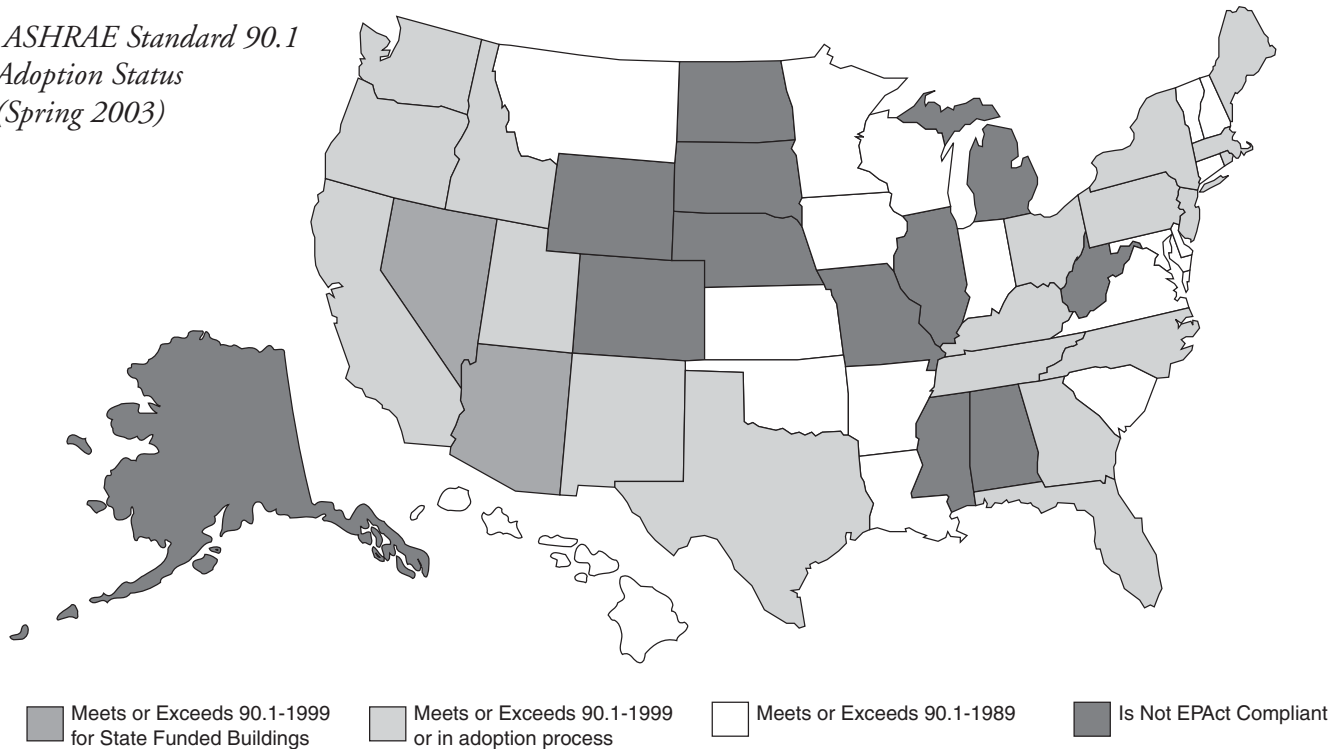 ASHRAE Standard 90.1
Adoption Status
(Spring 2003)
Meets or Exceeds 90.1-1999
for State Funded Buildings
Meets or Exceeds 90.1-1999
or in adoption process
Meets or Exceeds 90.1-1989
Is Not EPAct Compliant